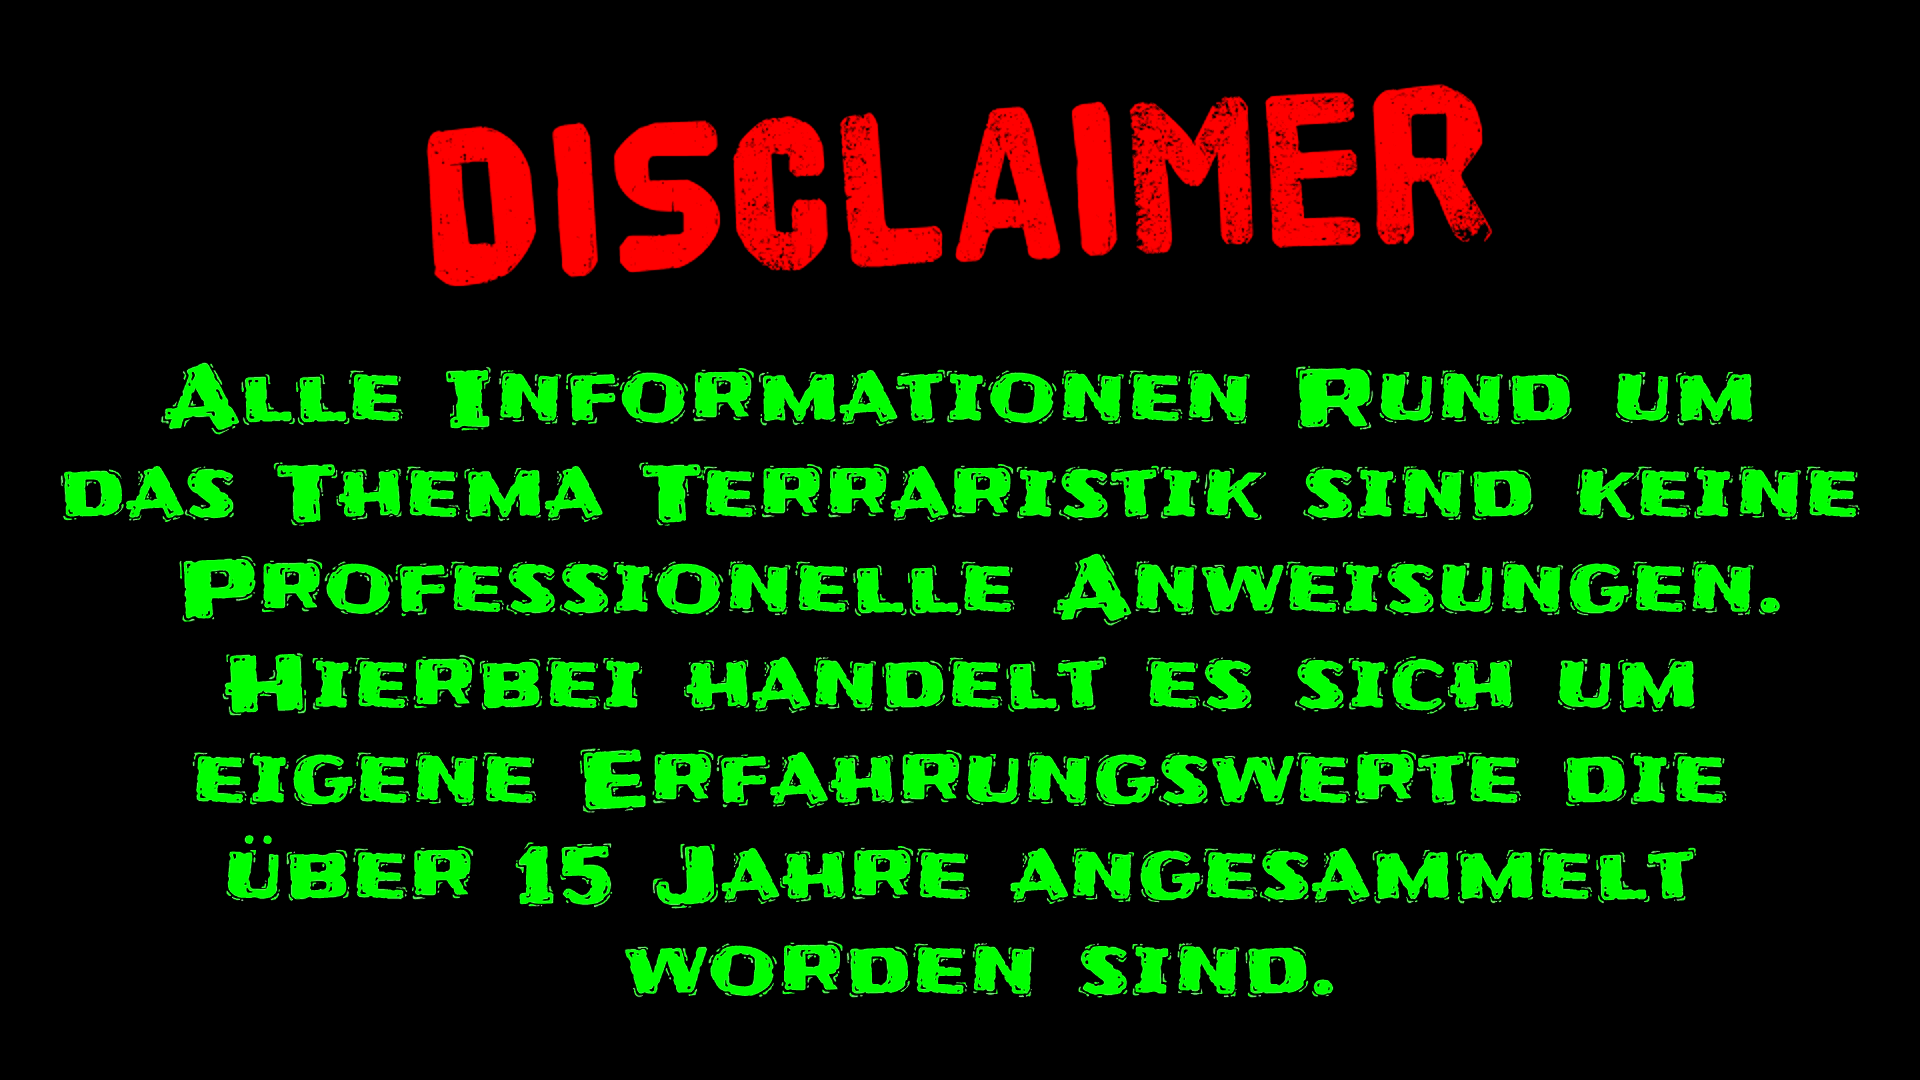 DISCLAIMER
Alle Informationen Rund um
das Thema Terraristik sind keine
Professionelle Anweisungen.
Hierbei handelt es sich um
eigene Erfahrungswerte die
über 15 Jahre angesammelt
worden sind.